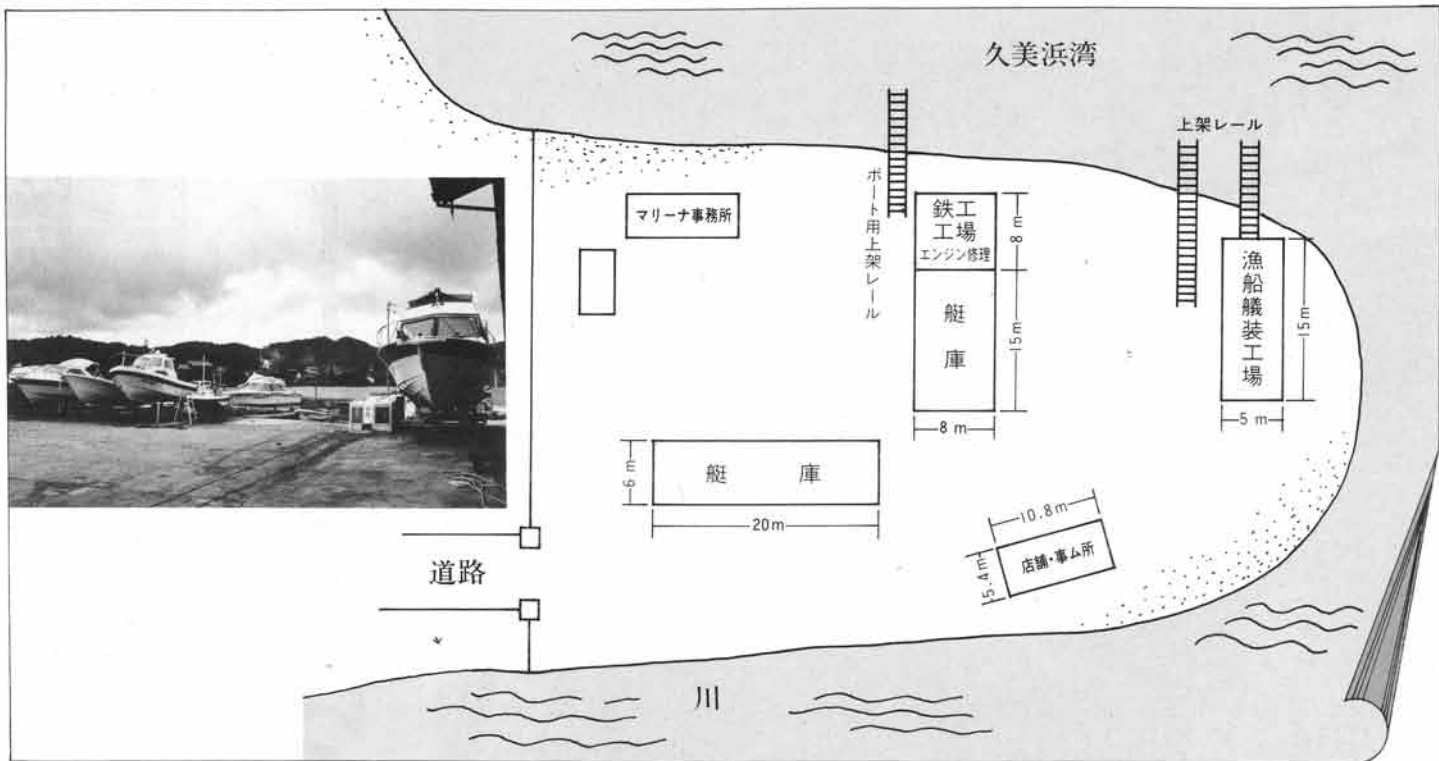 久美浜湾
上架レール
ボート用上架レール
マリーナ事務所
鉄工
工場
エンジン修理
8m
艇庫
15m
8m
漁船艤装工場
15m
5m
艇庫
6m
20m
10.8m
5.4m
店舗・事ム所
道路
川